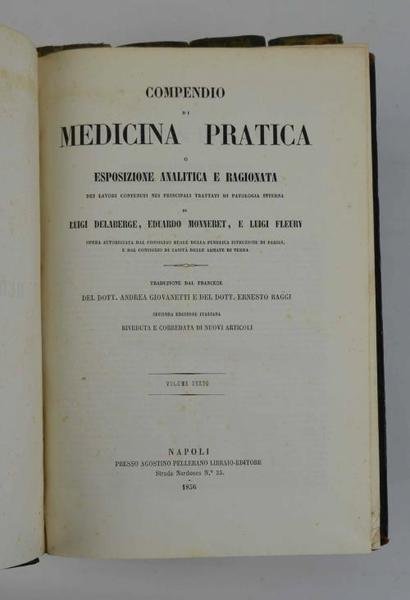 COMPENDIO
DI
MEDICINA PRATICA
O
ESPOSIZIONE ANALITICA E RAGIONATA
DEI LAVORI CONTENUTI NEI PRINCIPALI TRATTATI DI PATOLOGIA INTERNA
DI
LUIGI DELABERGE, EDUARDO MONNERET, E LUIGI FLEURY
OPERA AUTORIZZATA DAL CONSIGLIO REALE DELLA PUBBLICA ISTRUZIONE DI PARIGI,
E DAL CONSIGLIO DI SANITÀ DELLE ARMATE DI TERRA
TRADUZIONE DAL FRANCESE
DEL DOTT. ANDREA GIOVANETTI E DEL DOTT. ERNESTO RAGGI
SECONDA EDIZIONE ITALIANA
RIVEDUTA E CORREDATA DI NUOVI ARTICOLI
VOLUME SESTO
NAPOLI
PRESSO AGOSTINO PELLERANO LIBRAIO-EDITORE
Strada Nardones N.° 35.
1856